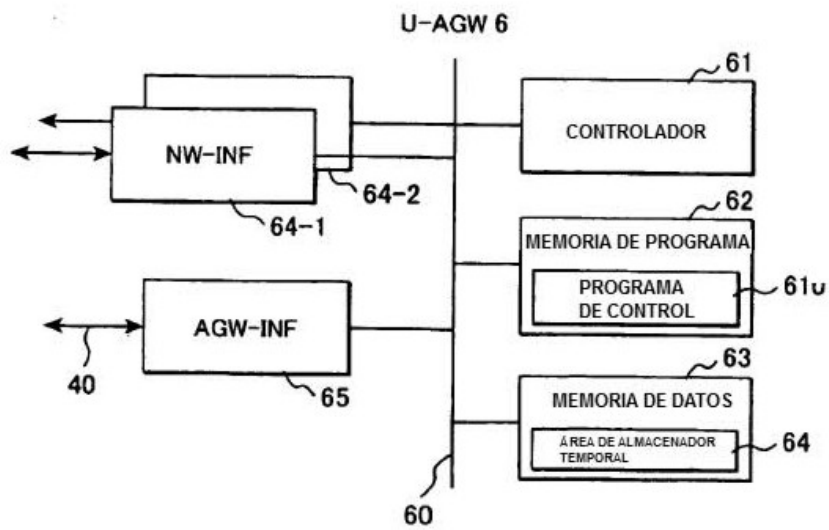 U-AGW 6
61
CONTROLADOR
NW-INF
64-2
64-1
62
MEMORIA DE PROGRAMA
PROGRAMA
DE CONTROL
61u
AGW-INF
40
65
63
MEMORIA DE DATOS
ÁREA DE ALMACENADOR
TEMPORAL
64
60